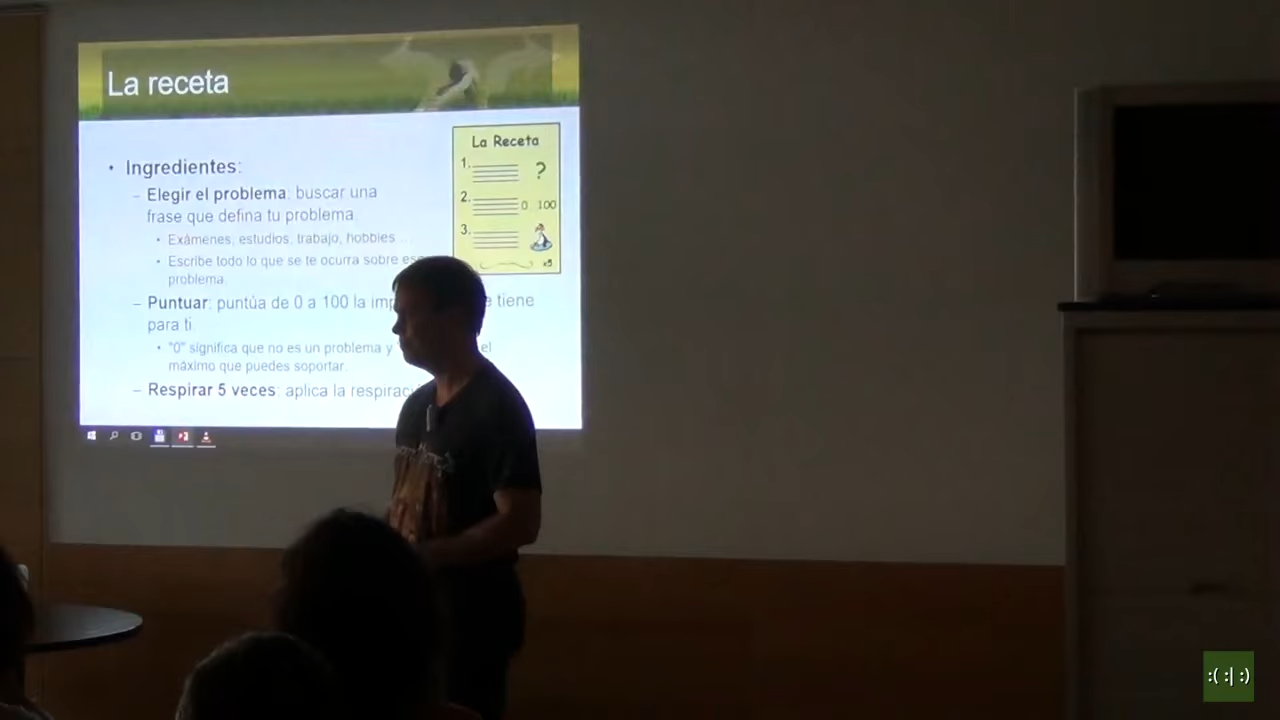 La receta
• Ingredientes:
– Elegir el problema: buscar una
frase que defina tu problema
• Exámenes, estudios, trabajo, hobbies ...
• Escribe todo lo que se te ocurra sobre
problema.
– Puntuar: puntúa de 0 a 100 la tiene
para ti
• "0" significa que no es un problema y el
máximo que puedes soportar.
– Respirar 5 veces: aplica la
La Receta
1. ?
2. 0 100
3.
x5
:( :| :)